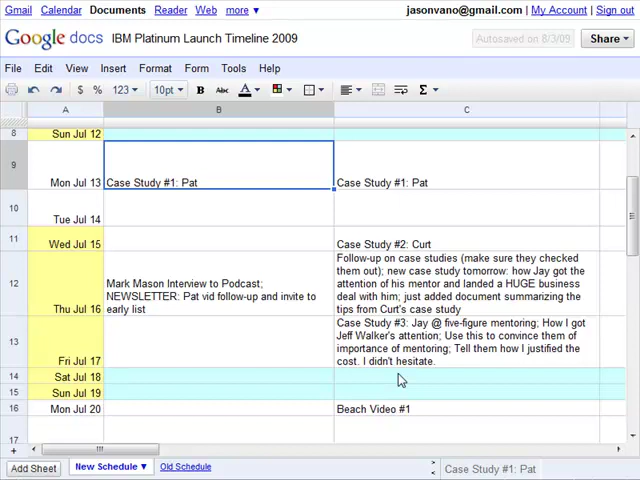 Gmail Calendar Documents Reader Web more ▼ jasonvano@gmail.com | My Account | Sign out
Google docs IBM Platinum Launch Timeline 2009 Autosaved on 8/3/09 Share
File Edit View Insert Format Form Tools Help
$ % 123 10pt B Abc A Σ
A B C
8 Sun Jul 12
9 Mon Jul 13 Case Study #1: Pat Case Study #1: Pat
10 Tue Jul 14
11 Wed Jul 15 Case Study #2: Curt
12 Thu Jul 16
Mark Mason Interview to Podcast;
NEWSLETTER: Pat vid follow-up and invite to
early list
Follow-up on case studies (make sure they checked
them out); new case study tomorrow: how Jay got the
attention of his mentor and landed a HUGE business
deal with him; just added document summarizing the
tips from Curt's case study
13 Fri Jul 17
Case Study #3: Jay @ five-figure mentoring; How I got
Jeff Walker's attention; Use this to convince them of
importance of mentoring; Tell them how I justified the
cost. I didn't hesitate.
14 Sat Jul 18
15 Sun Jul 19
16 Mon Jul 20 Beach Video #1
17
Add Sheet New Schedule ▼ Old Schedule Case Study #1: Pat